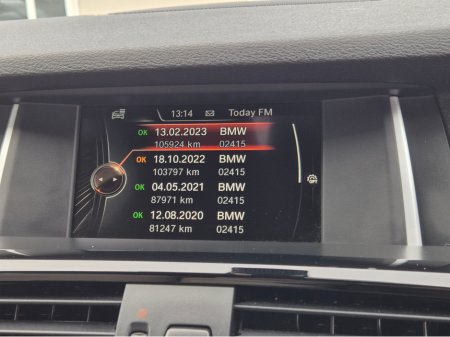 13:14 Today FM
OK 13.02.2023 BMW
105924 km 02415
OK 18.10.2022 BMW
103797 km 02415
OK 04.05.2021 BMW
87971 km 02415
OK 12.08.2020 BMW
81247 km 02415